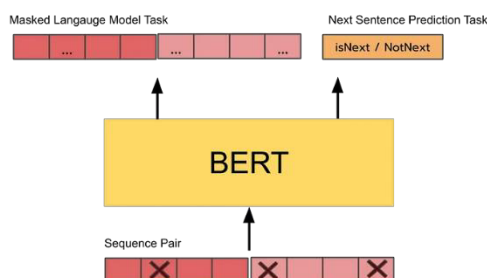 Masked Langauge Model Task
Next Sentence Prediction Task
...
...
...
isNext / NotNext
BERT
Sequence Pair